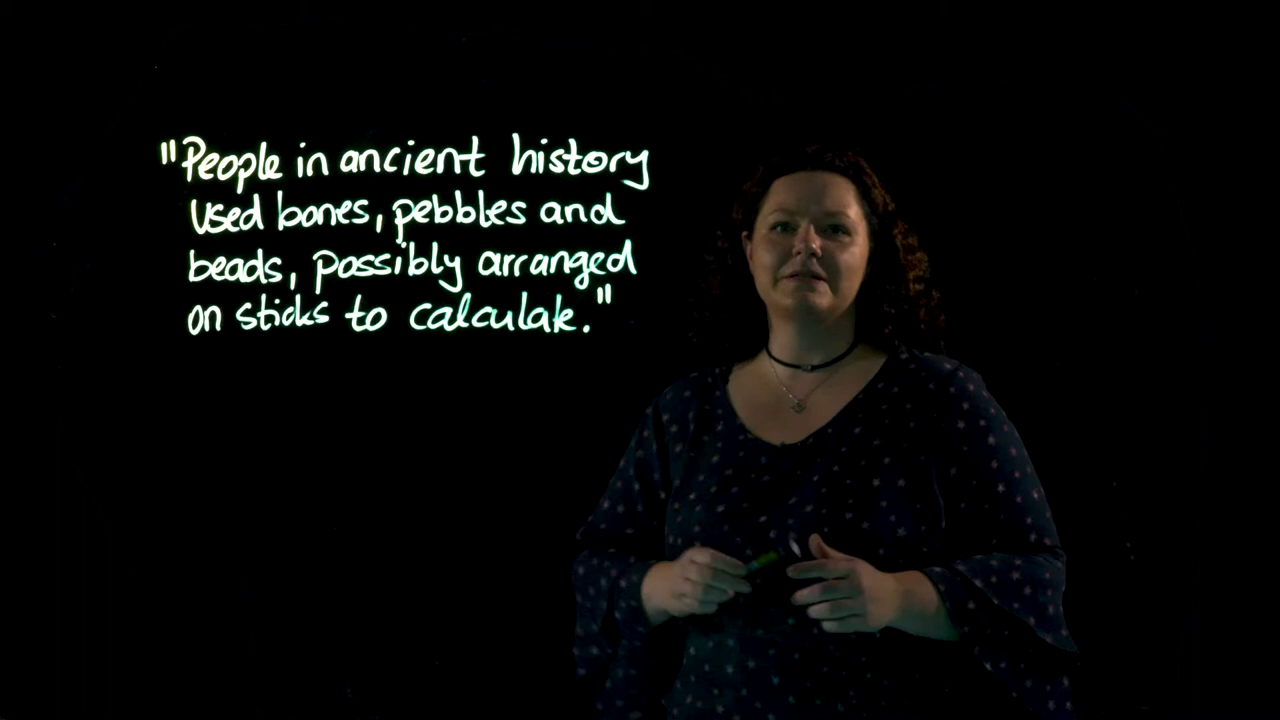 "People in ancient history
used bones, pebbles and
beads, possibly arranged
on sticks to calculate."